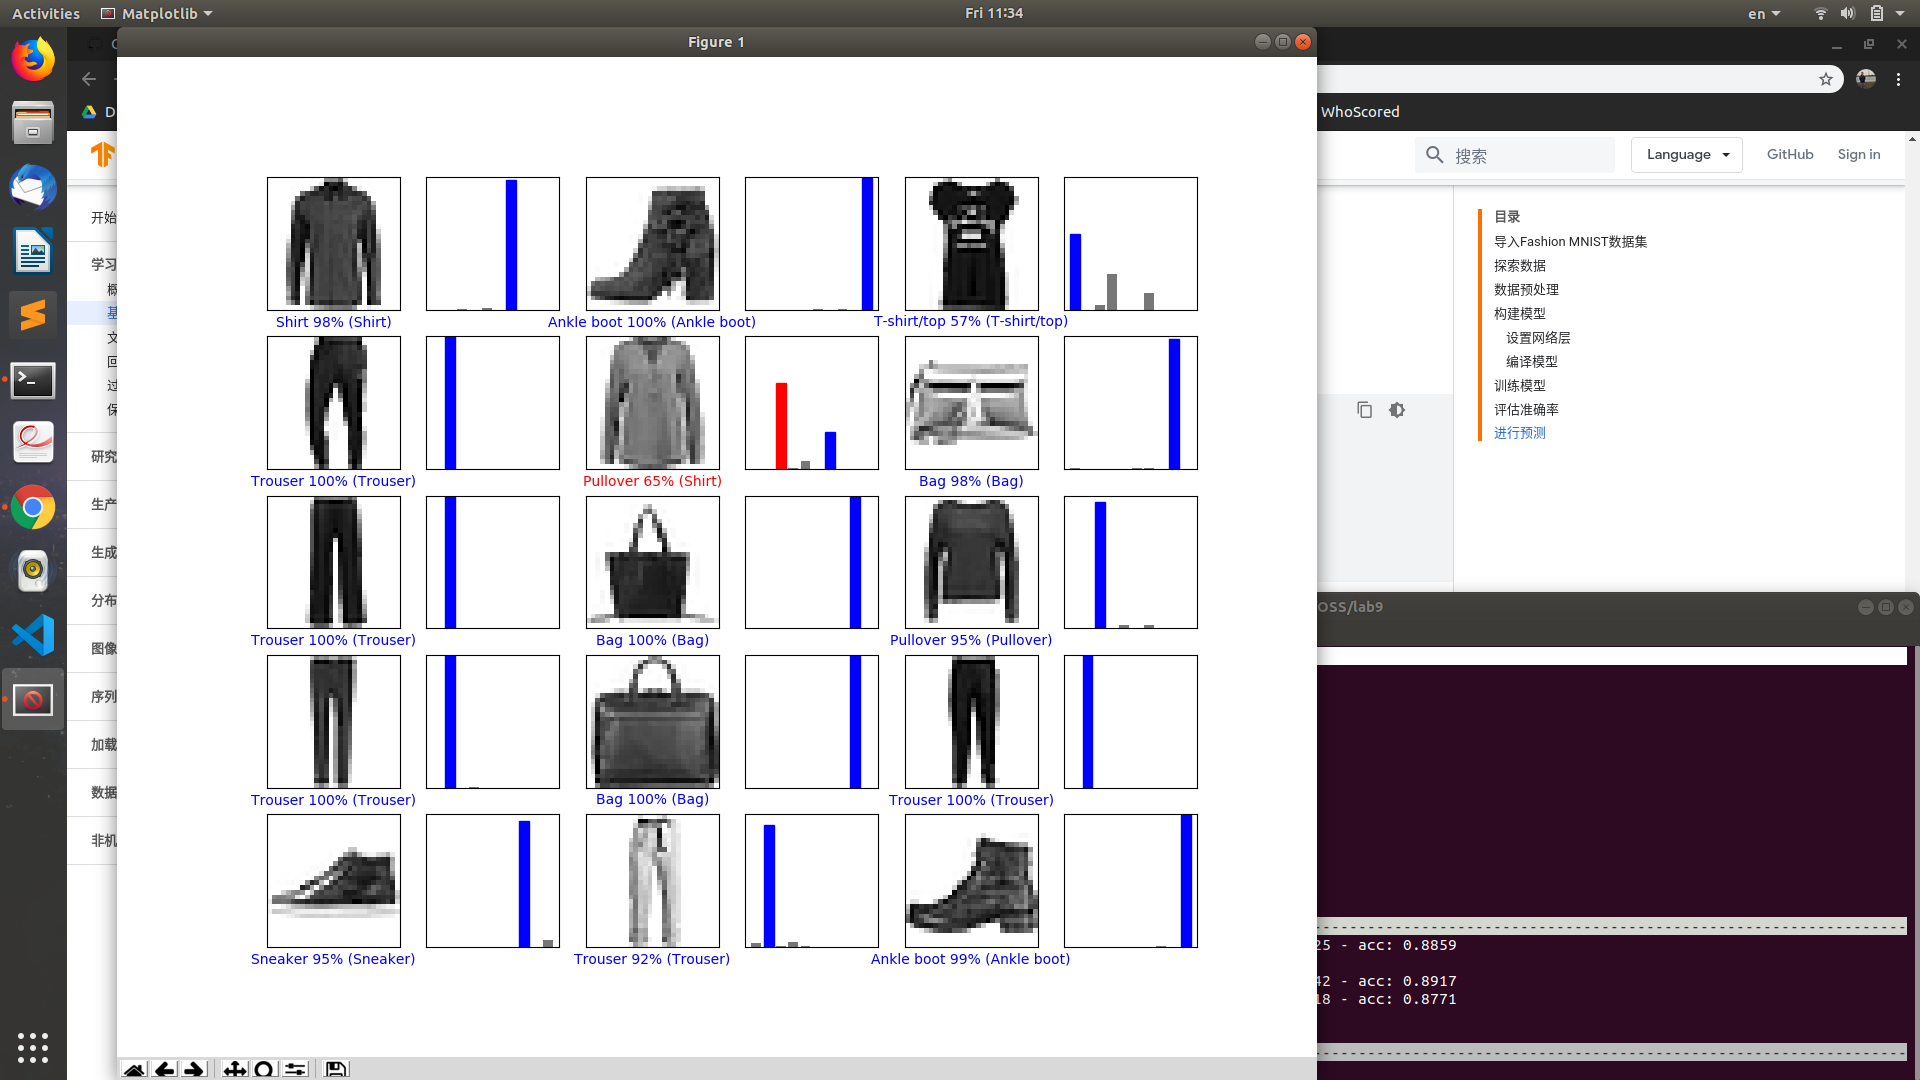 Activities
Matplotlib
Fri 11:34
en
Figure 1
D
WhoScored
搜索
Language
GitHub
Sign in
开始
学习
概
基
文
回
过
保
研究
生产
生成
分布
图像
序列
加载
数据
非机
Shirt 98% (Shirt)
Ankle boot 100% (Ankle boot)
T-shirt/top 57% (T-shirt/top)
Trouser 100% (Trouser)
Pullover 65% (Shirt)
Bag 98% (Bag)
Trouser 100% (Trouser)
Bag 100% (Bag)
Pullover 95% (Pullover)
Trouser 100% (Trouser)
Bag 100% (Bag)
Trouser 100% (Trouser)
Sneaker 95% (Sneaker)
Trouser 92% (Trouser)
Ankle boot 99% (Ankle boot)
目录
导入Fashion MNIST数据集
探索数据
数据预处理
构建模型
设置网络层
编译模型
训练模型
评估准确率
进行预测
OSS/lab9
25 - acc: 0.8859
42 - acc: 0.8917
18 - acc: 0.8771